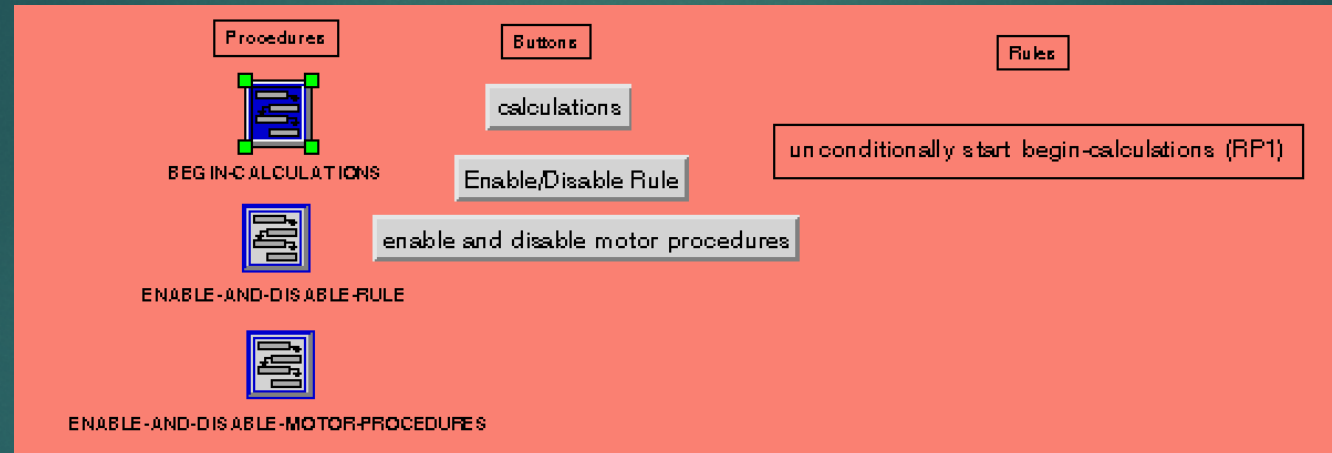 Procedures
Buttons
Rules
calculations
unconditionally start begin-calculations (RP1)
BEGIN-CALCULATIONS
Enable/Disable Rule
enable and disable motor procedures
ENABLE-AND-DISABLE-RULE
ENABLE-AND-DISABLE-MOTOR-PROCEDURES